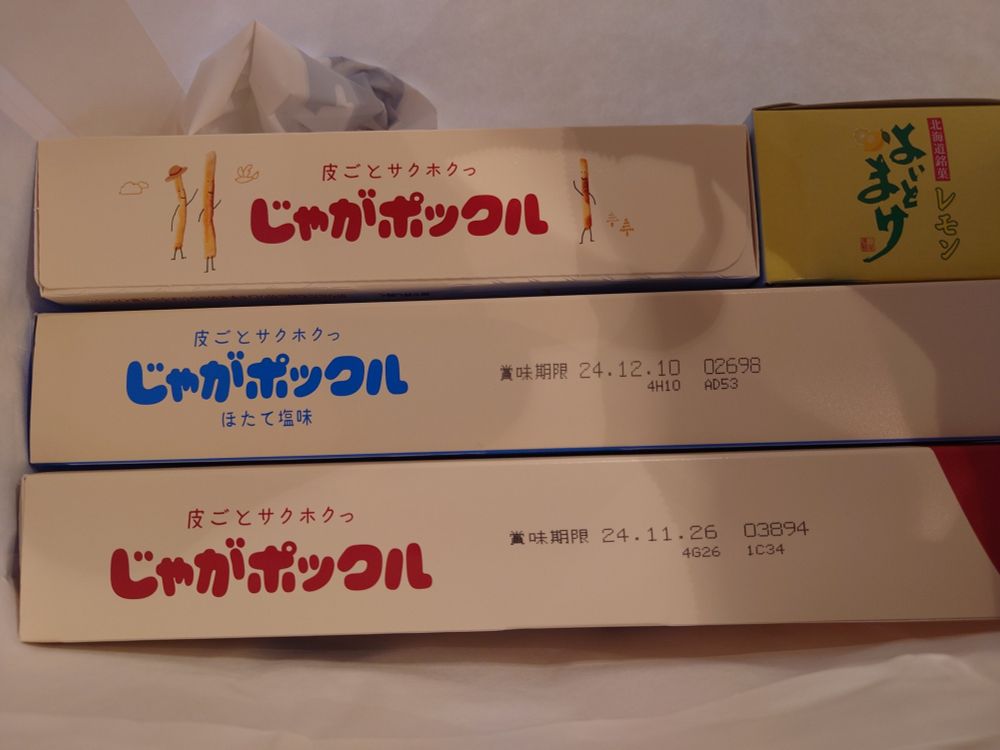 皮ごとサクホクっ
じゃがポックル
北海道銘菓
よいとまけ
レモン
皮ごとサクホクっ
じゃがポックル
ほたて塩味
賞味期限 24.12.10 02698
4H10 AD53
皮ごとサクホクっ
じゃがポックル
賞味期限 24.11.26 03894
4G26 1C34